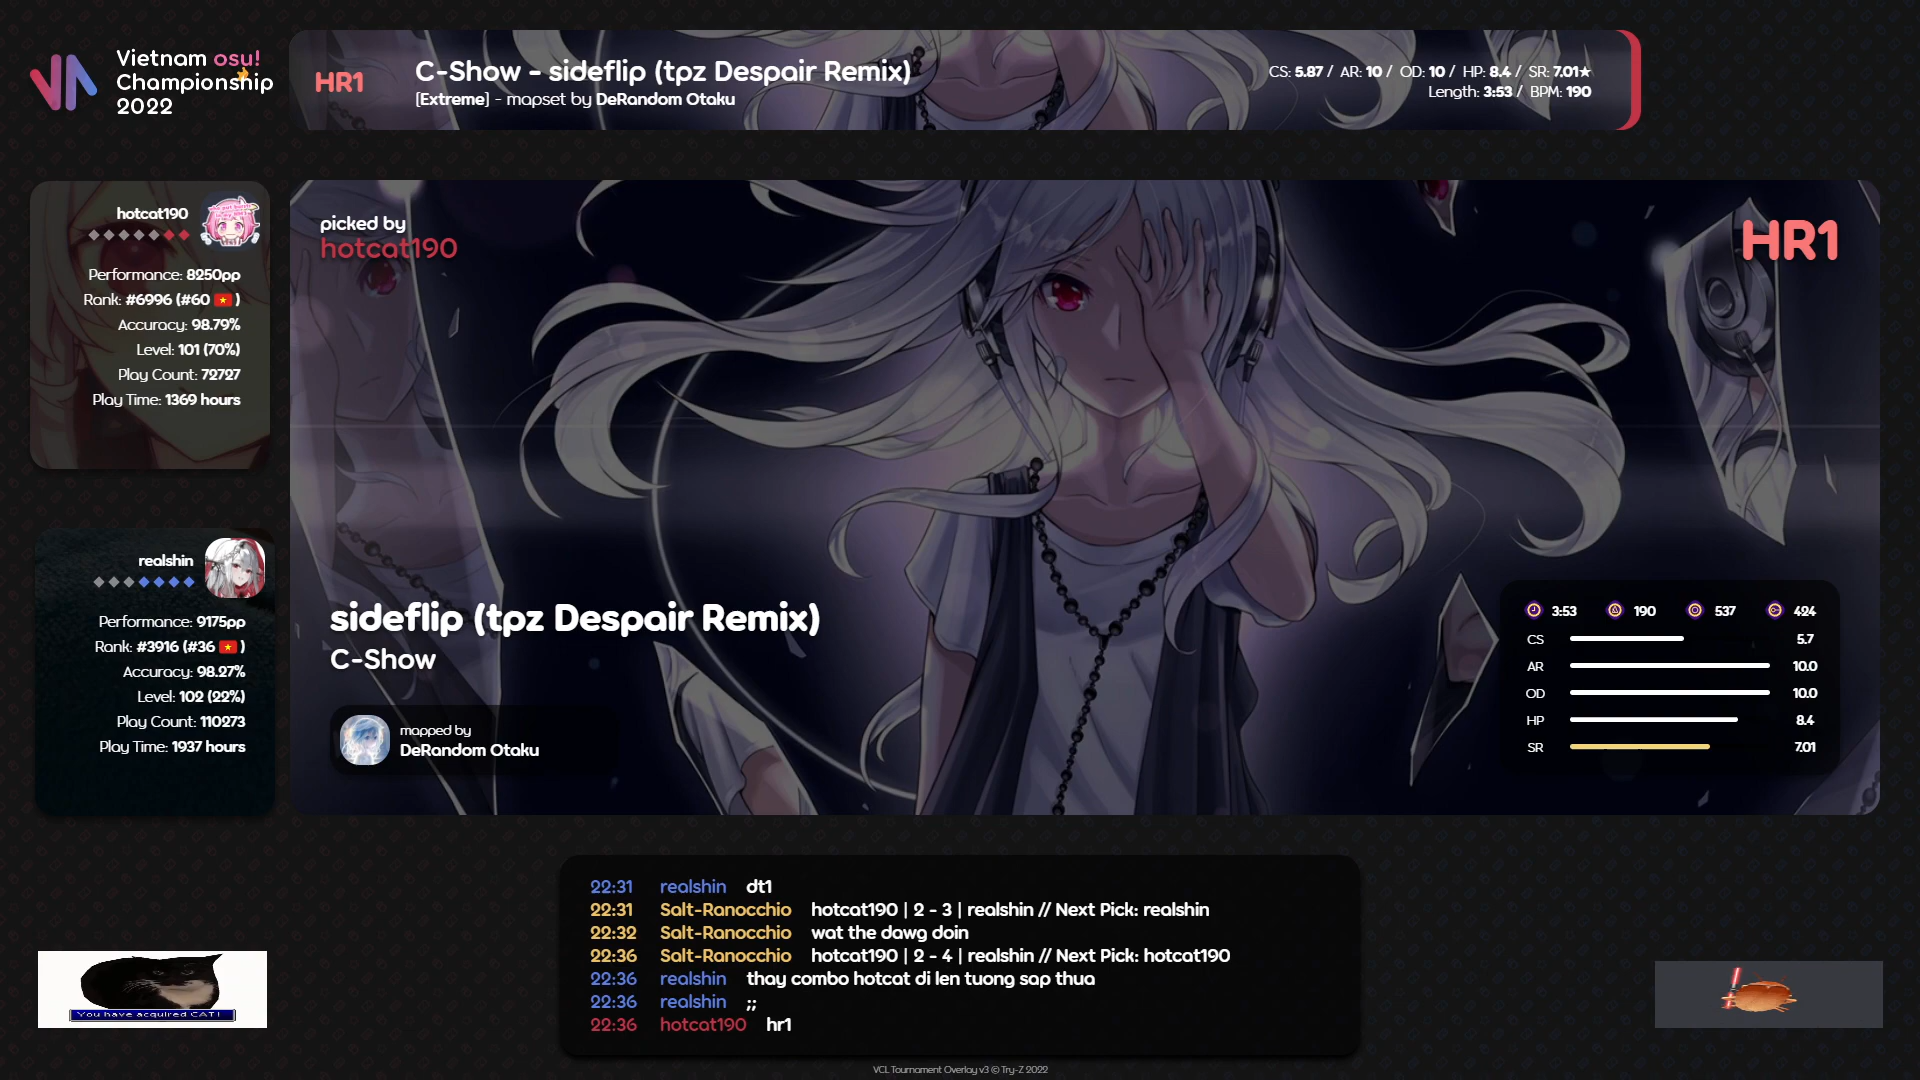 Vietnam osu!
Championship
2022
HR1
C-Show - sideflip (tpz Despair Remix)
[Extreme] - mapset by DeRandom Otaku
CS: 5.87 / AR: 10 / OD: 10 / HP: 8.4 / SR: 7.01★
Length: 3:53 / BPM: 190
hotcat190
Performance: 8250pp
Rank: #6996 (#60 🇻🇳 )
Accuracy: 98.79%
Level: 101 (70%)
Play Count: 72727
Play Time: 1369 hours
realshin
Performance: 9175pp
Rank: #3916 (#36 🇻🇳 )
Accuracy: 98.27%
Level: 102 (22%)
Play Count: 110273
Play Time: 1937 hours
picked by
hotcat190
HR1
sideflip (tpz Despair Remix)
C-Show
mapped by
DeRandom Otaku
3:53 190 537 424
CS 5.7
AR 10.0
OD 10.0
HP 8.4
SR 7.01
22:31 realshin dt1
22:31 Salt-Ranocchio hotcat190 | 2 - 3 | realshin // Next Pick: realshin
22:32 Salt-Ranocchio wat the dawg doin
22:36 Salt-Ranocchio hotcat190 | 2 - 4 | realshin // Next Pick: hotcat190
22:36 realshin thay combo hotcat di len tuong sap thua
22:36 realshin ;;
22:36 hotcat190 hr1
You have acquired CAT!
VCL Tournament Overlay v3 © Try-Z 2022